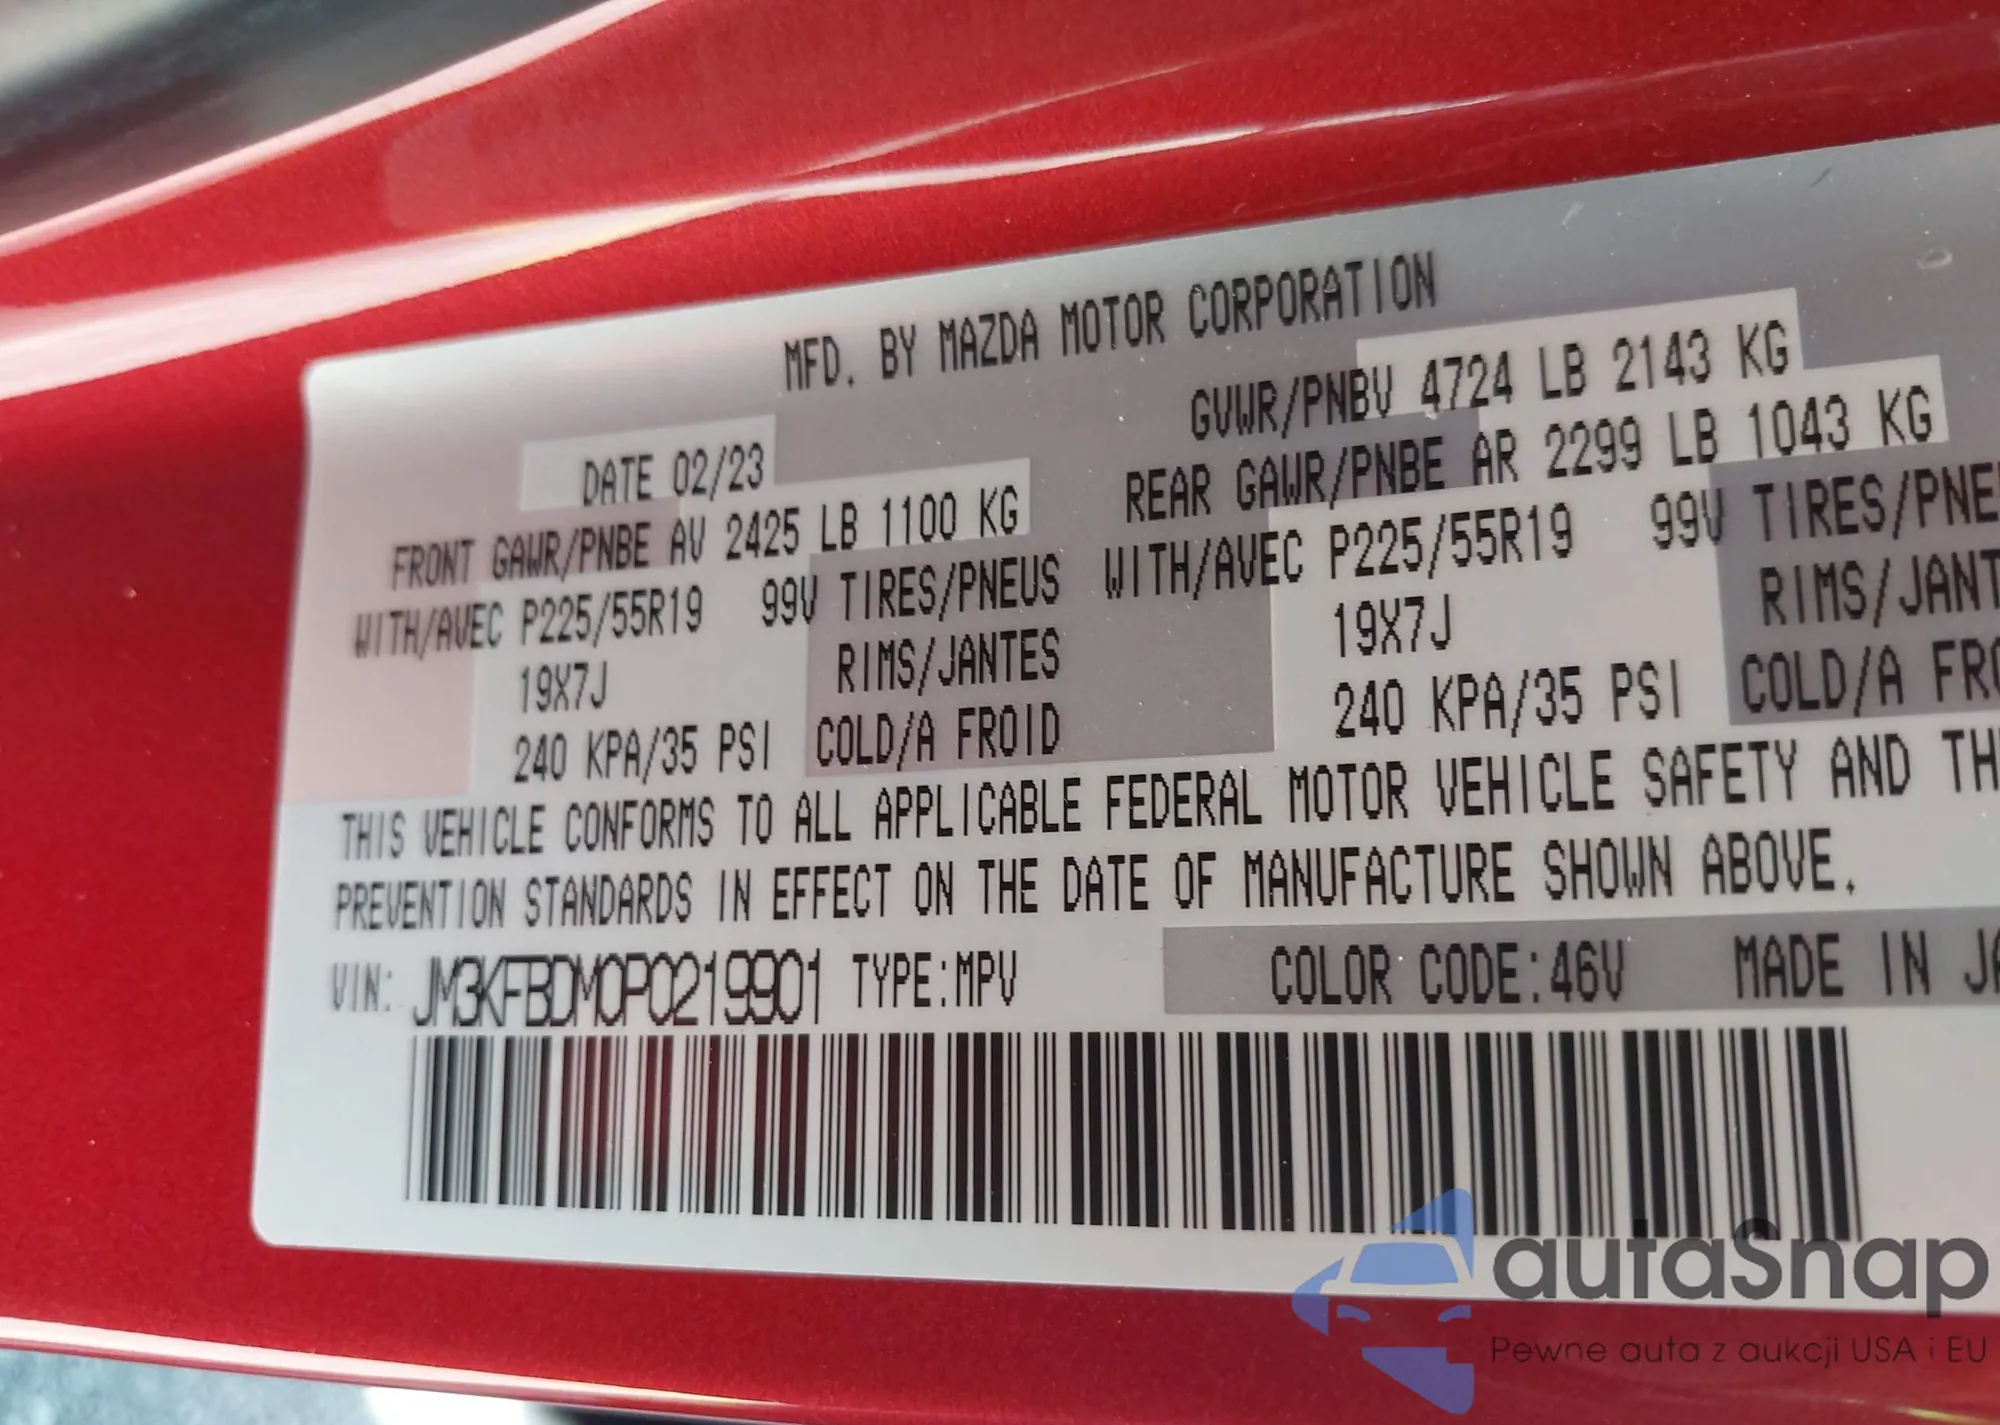 MFD. BY MAZDA MOTOR CORPORATION
DATE 02/23 GVWR/PNBV 4724 LB 2143 KG
FRONT GAWR/PNBE AV 2425 LB 1100 KG REAR GAWR/PNBE AR 2299 LB 1043 KG
WITH/AVEC P225/55R19 99V TIRES/PNEUS WITH/AVEC P225/55R19 99V TIRES/PNE
19X7J RIMS/JANTES 19X7J RIMS/JANT
240 KPA/35 PSI COLD/A FROID 240 KPA/35 PSI COLD/A FRO
THIS VEHICLE CONFORMS TO ALL APPLICABLE FEDERAL MOTOR VEHICLE SAFETY AND TH
PREVENTION STANDARDS IN EFFECT ON THE DATE OF MANUFACTURE SHOWN ABOVE.
VIN: JM3KFBDM0P0219901 TYPE:MPV COLOR CODE:46V MADE IN JA
autaSnap
Pewne auta z aukcji USA i EU